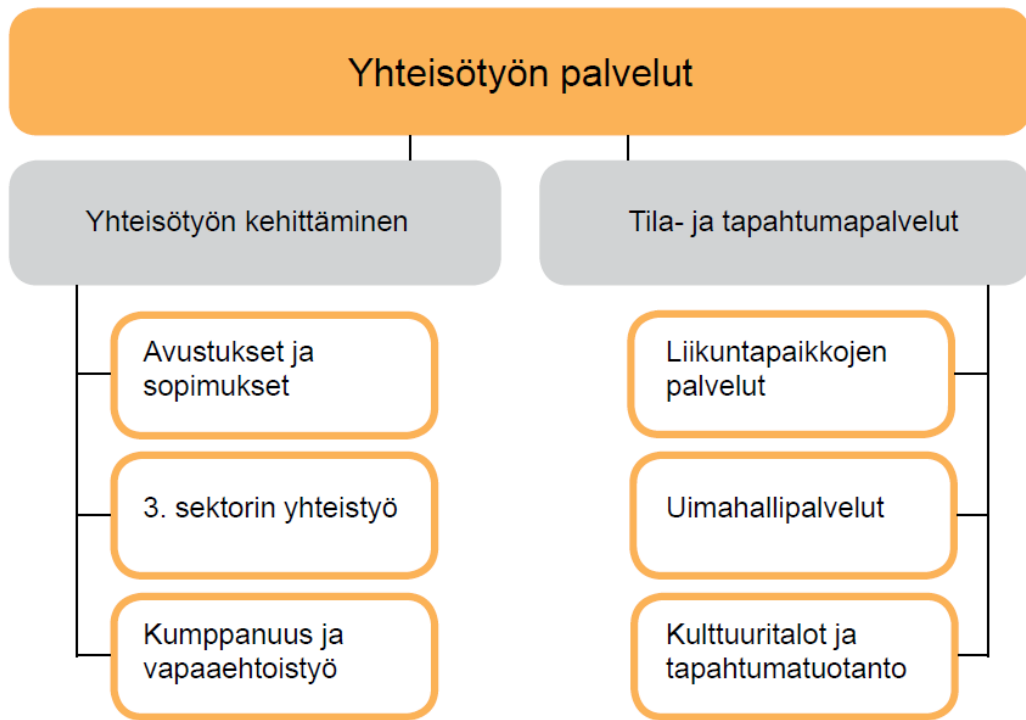 Yhteisötyön palvelut
Yhteisötyön kehittäminen
Avustukset ja
sopimukset
3. sektorin yhteistyö
Kumppanuus ja
vapaaehtoistyö
Tila- ja tapahtumapalvelut
Liikuntapaikkojen
palvelut
Uimahallipalvelut
Kulttuuritalot ja
tapahtumatuotanto